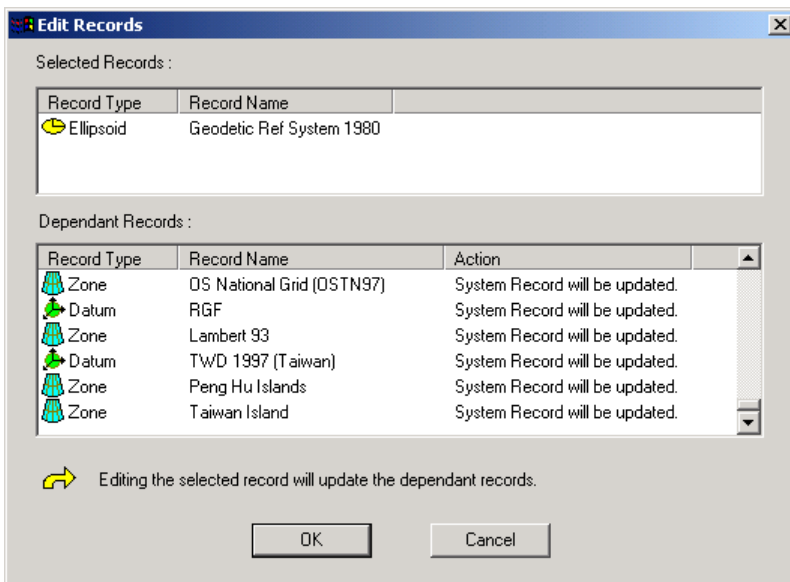 Edit Records
Selected Records :
Record Type Record Name
Ellipsoid Geodetic Ref System 1980
Dependant Records :
Record Type Record Name Action
Zone OS National Grid (OSTN97) System Record will be updated.
Datum RGF System Record will be updated.
Zone Lambert 93 System Record will be updated.
Datum TWD 1997 (Taiwan) System Record will be updated.
Zone Peng Hu Islands System Record will be updated.
Zone Taiwan Island System Record will be updated.
Editing the selected record will update the dependant records.
OK Cancel